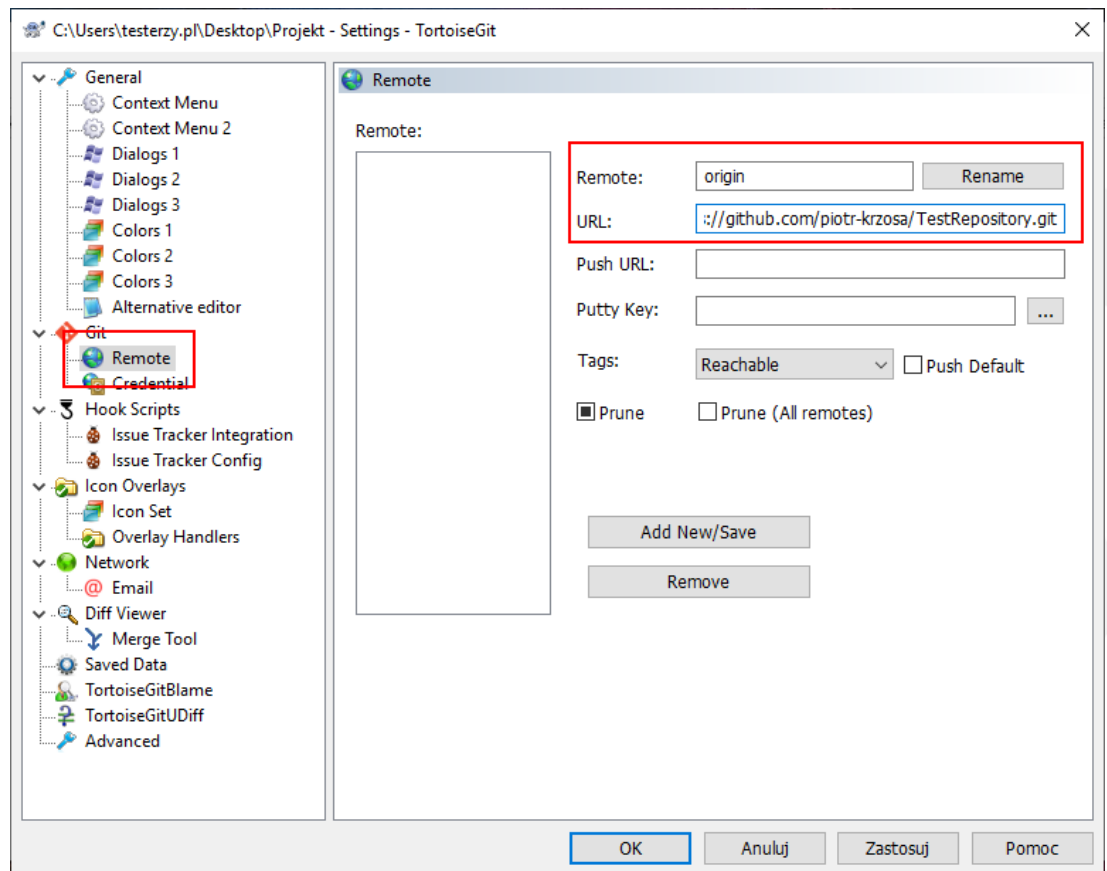 C:\Users\testerzy.pl\Desktop\Projekt - Settings - TortoiseGit
General
Context Menu
Context Menu 2
Dialogs 1
Dialogs 2
Dialogs 3
Colors 1
Colors 2
Colors 3
Alternative editor
Git
Remote
Credential
Hook Scripts
Issue Tracker Integration
Issue Tracker Config
Icon Overlays
Icon Set
Overlay Handlers
Network
@ Email
Diff Viewer
Merge Tool
Saved Data
TortoiseGitBlame
TortoiseGitUDiff
Advanced
Remote
Remote:
Remote: origin Rename
URL: ://github.com/piotr-krzosa/TestRepository.git
Push URL:
Putty Key: ...
Tags: Reachable Push Default
Prune Prune (All remotes)
Add New/Save
Remove
OK Anuluj Zastosuj Pomoc